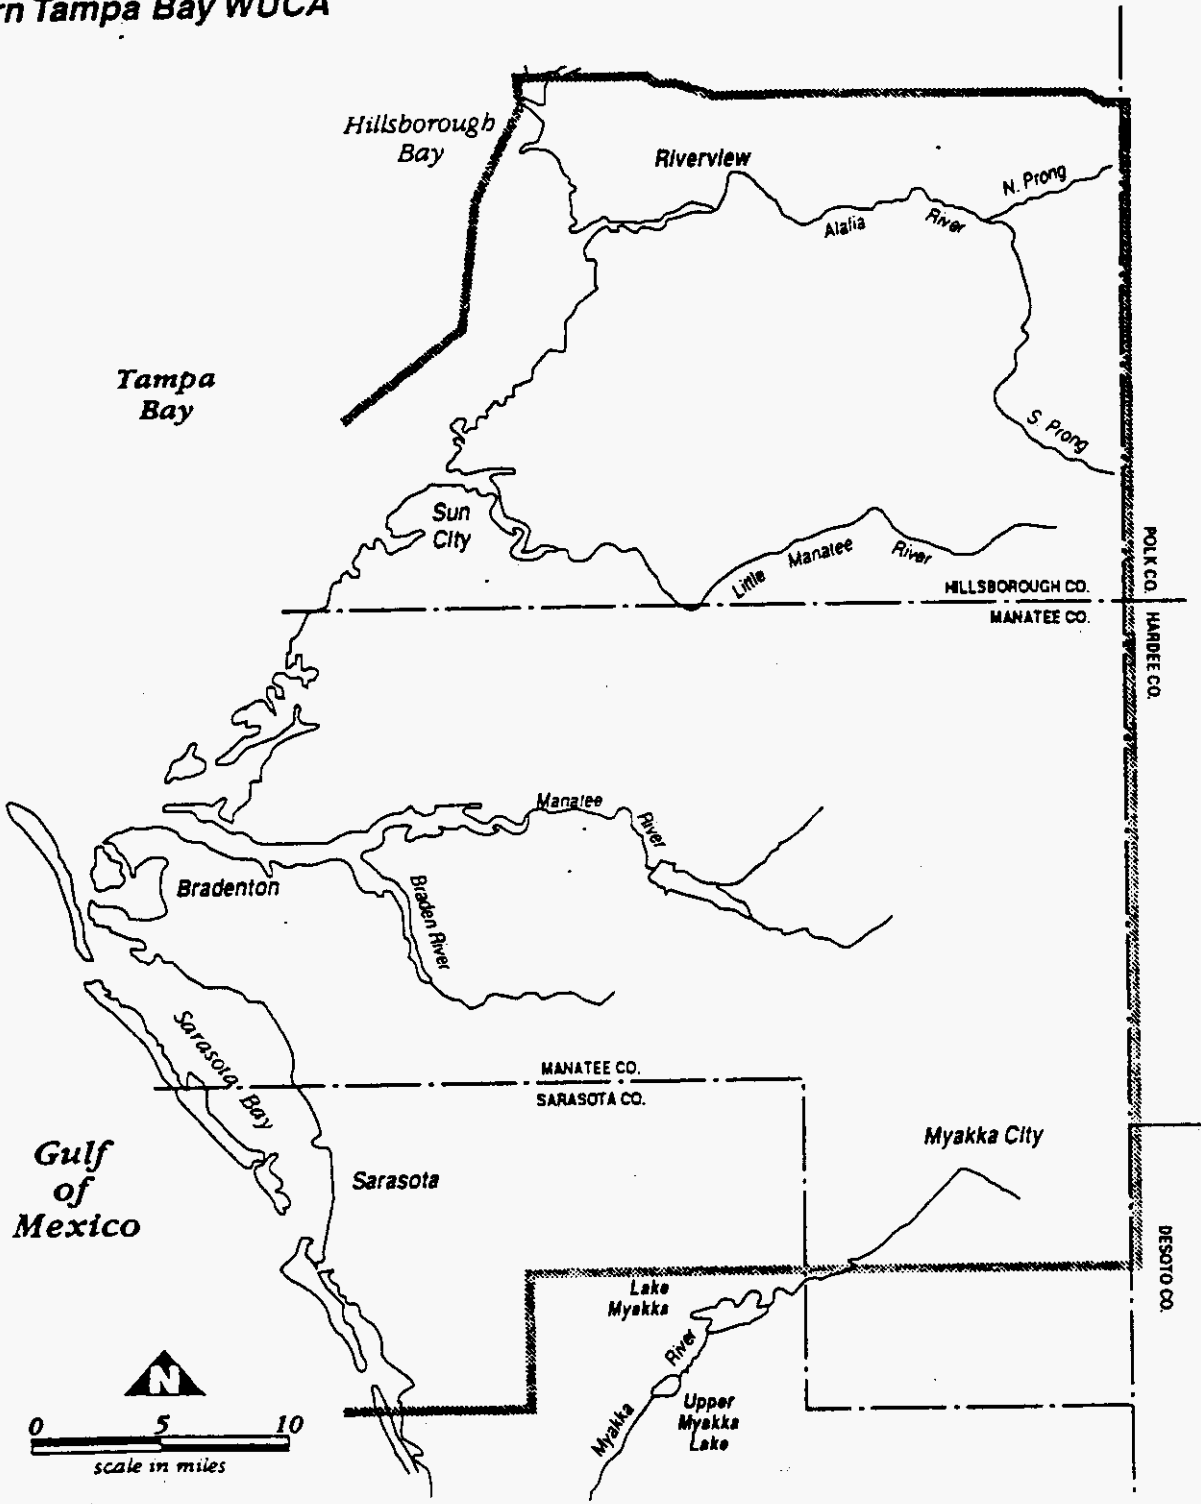 rn Tampa Bay WUCA
Hillsborough
Bay
Riverview
N. Prong
Alafia
River
Tampa
Bay
S. Prong
Sun
City
Little
Manatee
River
POLK CO.
HILLSBOROUGH CO.
MANATEE CO.
HARDEE CO.
Manatee
River
Bradenton
Braden River
Sarasota
Bay
MANATEE CO.
SARASOTA CO.
Myakka City
Gulf
of
Mexico
Sarasota
DESOTO CO.
Lake
Myakka
River
Myakka
Upper
Myakka
Lake
N
0 5 10
scale in miles